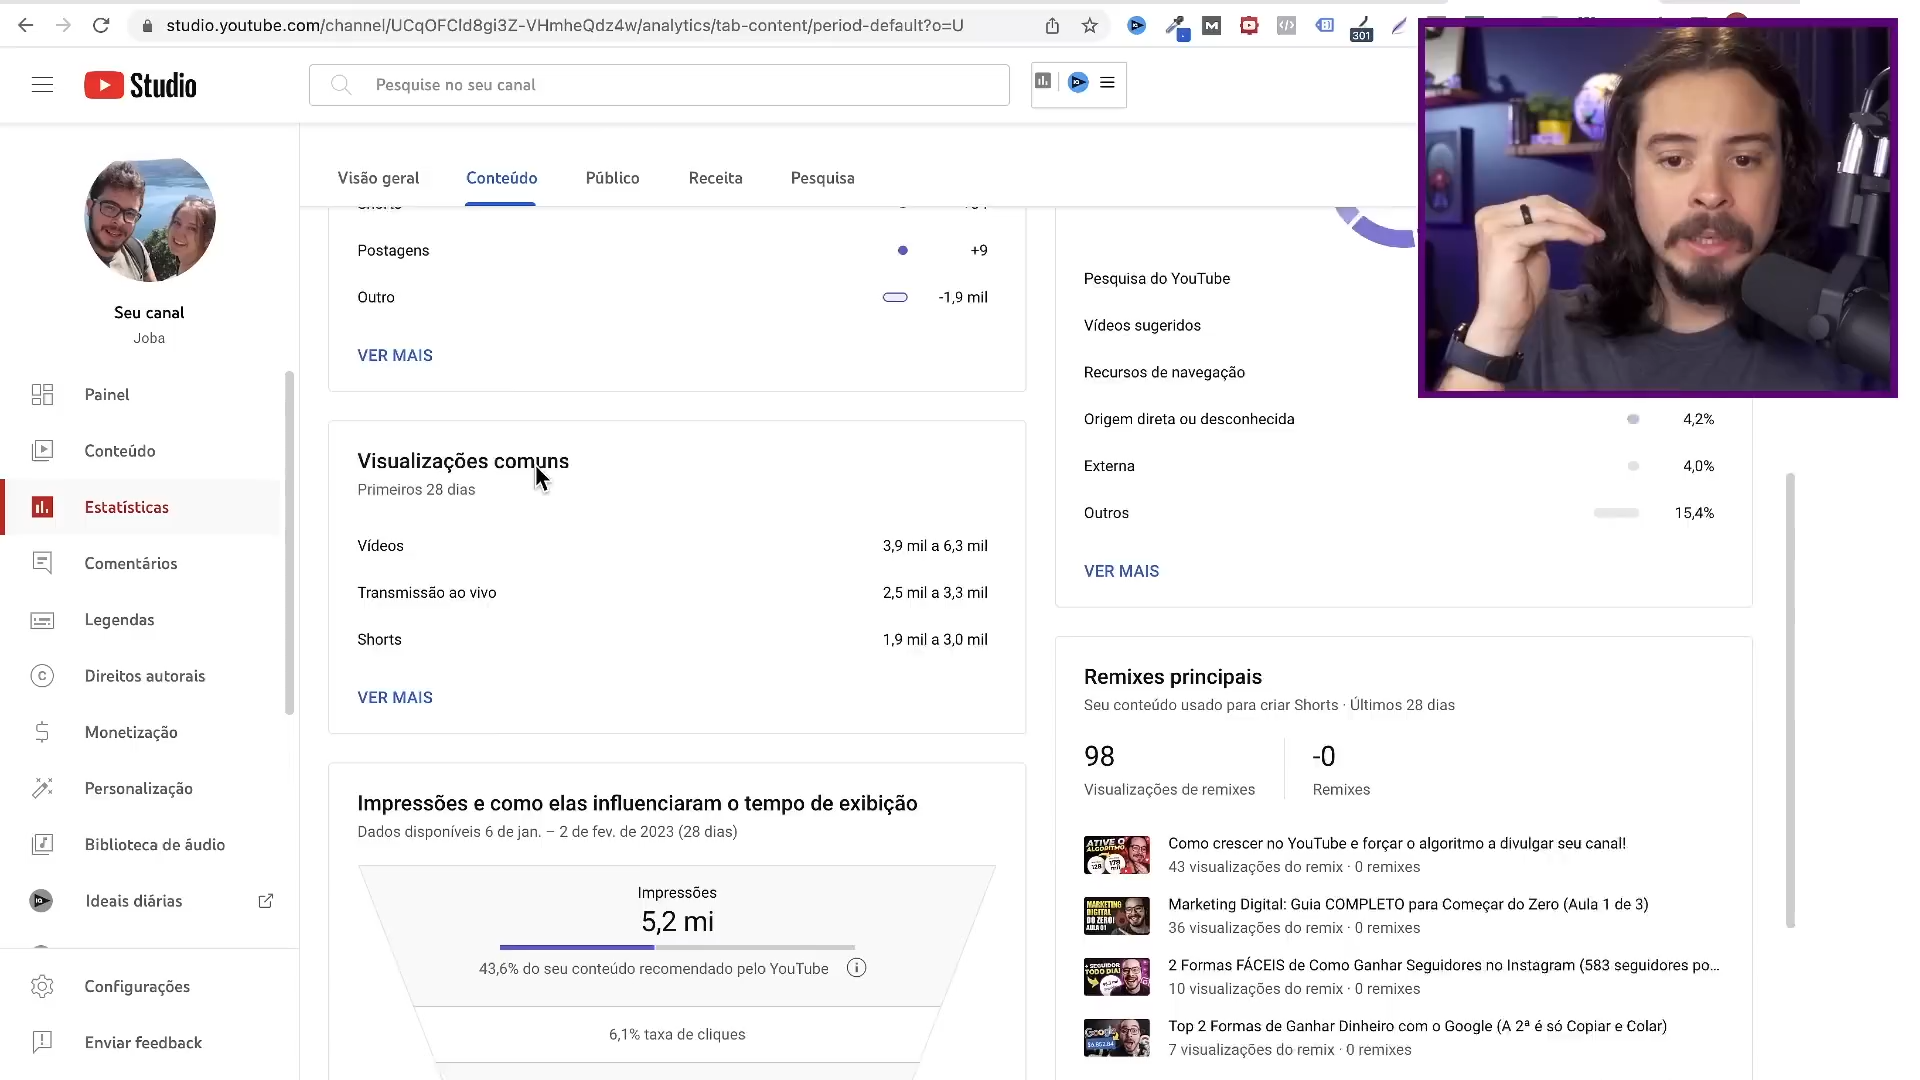 studio.youtube.com/channel/UCqOFCId8gi3Z-VHmheQdz4w/analytics/tab-content/period-default?o=U
301
Studio
Pesquise no seu canal
Seu canal
Joba
Painel
Conteúdo
Estatísticas
Comentários
Legendas
Direitos autorais
Monetização
Personalização
Biblioteca de áudio
Ideais diárias
Configurações
Enviar feedback
Visão geral
Conteúdo
Público
Receita
Pesquisa
Postagens +9
Outro -1,9 mil
VER MAIS
Visualizações comuns
Primeiros 28 dias
Vídeos 3,9 mil a 6,3 mil
Transmissão ao vivo 2,5 mil a 3,3 mil
Shorts 1,9 mil a 3,0 mil
VER MAIS
Impressões e como elas influenciaram o tempo de exibição
Dados disponíveis 6 de jan. – 2 de fev. de 2023 (28 dias)
Impressões
5,2 mi
43,6% do seu conteúdo recomendado pelo YouTube
6,1% taxa de cliques
Pesquisa do YouTube
Vídeos sugeridos
Recursos de navegação
Origem direta ou desconhecida 4,2%
Externa 4,0%
Outros 15,4%
VER MAIS
Remixes principais
Seu conteúdo usado para criar Shorts · Últimos 28 dias
98 -0
Visualizações de remixes Remixes
Como crescer no YouTube e forçar o algoritmo a divulgar seu canal!
43 visualizações do remix · 0 remixes
Marketing Digital: Guia COMPLETO para Começar do Zero (Aula 1 de 3)
36 visualizações do remix · 0 remixes
2 Formas FÁCEIS de Como Ganhar Seguidores no Instagram (583 seguidores po...
10 visualizações do remix · 0 remixes
Top 2 Formas de Ganhar Dinheiro com o Google (A 2ª é só Copiar e Colar)
7 visualizações do remix · 0 remixes